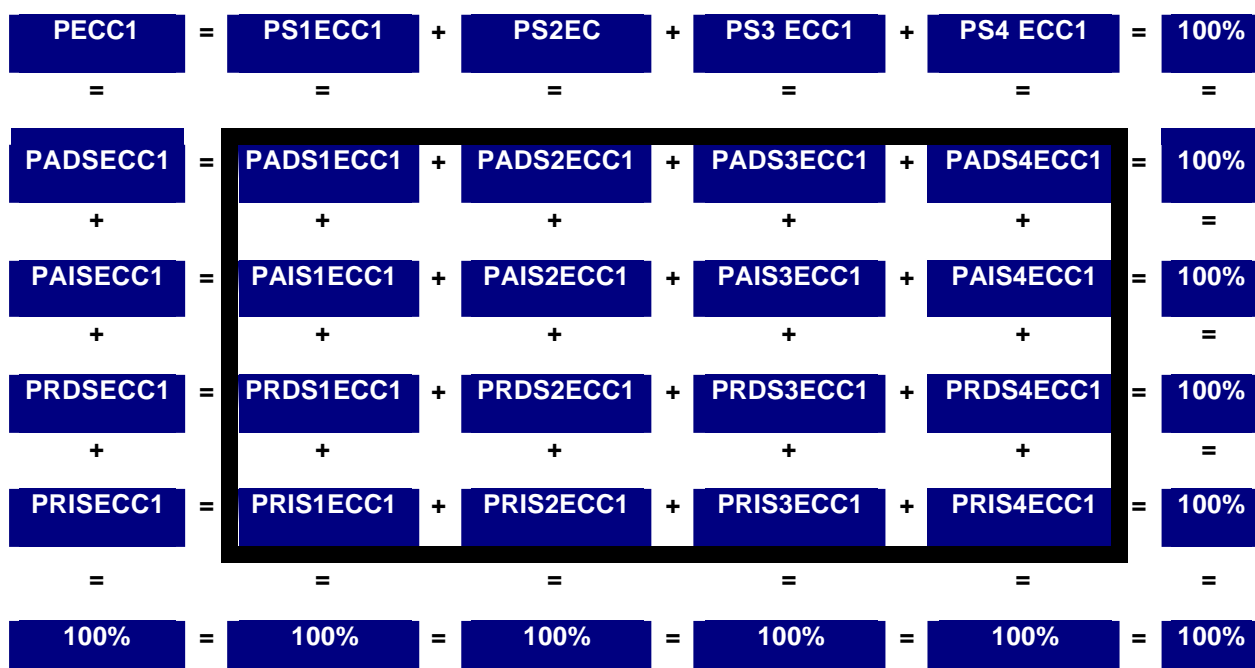 PECC1 = PS1ECC1 + PS2EC + PS3 ECC1 + PS4 ECC1 = 100%
= = = = = =
PADSECC1 = PADS1ECC1 + PADS2ECC1 + PADS3ECC1 + PADS4ECC1 = 100%
+ + + + + =
PAISECC1 = PAIS1ECC1 + PAIS2ECC1 + PAIS3ECC1 + PAIS4ECC1 = 100%
+ + + + + =
PRDSECC1 = PRDS1ECC1 + PRDS2ECC1 + PRDS3ECC1 + PRDS4ECC1 = 100%
+ + + + + =
PRISECC1 = PRIS1ECC1 + PRIS2ECC1 + PRIS3ECC1 + PRIS4ECC1 = 100%
= = = = = =
100% = 100% = 100% = 100% = 100% = 100%